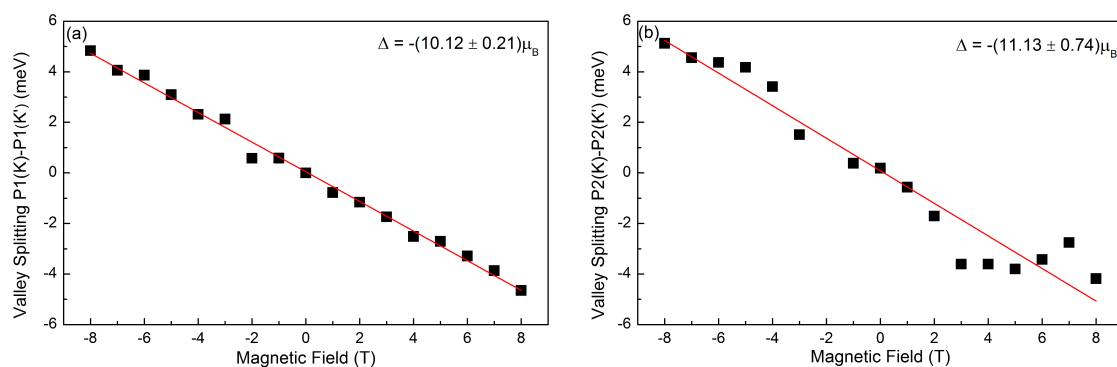 (a)
Δ = -(10.12 ± 0.21)μ_B
Valley Splitting P1(K)-P1(K') (meV)
6
4
2
0
-2
-4
-6
-8 -6 -4 -2 0 2 4 6 8
Magnetic Field (T)
(b)
Δ = -(11.13 ± 0.74)μ_B
Valley Splitting P2(K)-P2(K') (meV)
6
4
2
0
-2
-4
-6
-8 -6 -4 -2 0 2 4 6 8
Magnetic Field (T)